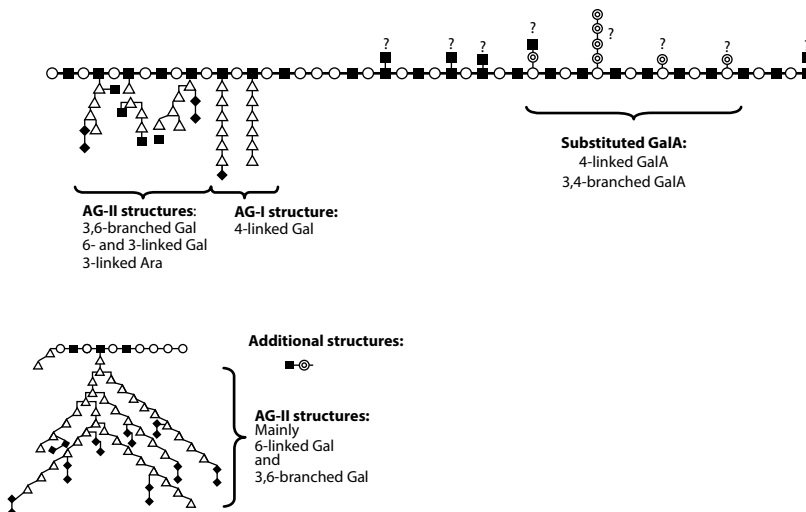 ?
?
?
?
?
?
?
?
Substituted GalA:
4-linked GalA
3,4-branched GalA
AG-II structures:
3,6-branched Gal
6- and 3-linked Gal
3-linked Ara
AG-I structure:
4-linked Gal
Additional structures:
AG-II structures:
Mainly
6-linked Gal
and
3,6-branched Gal